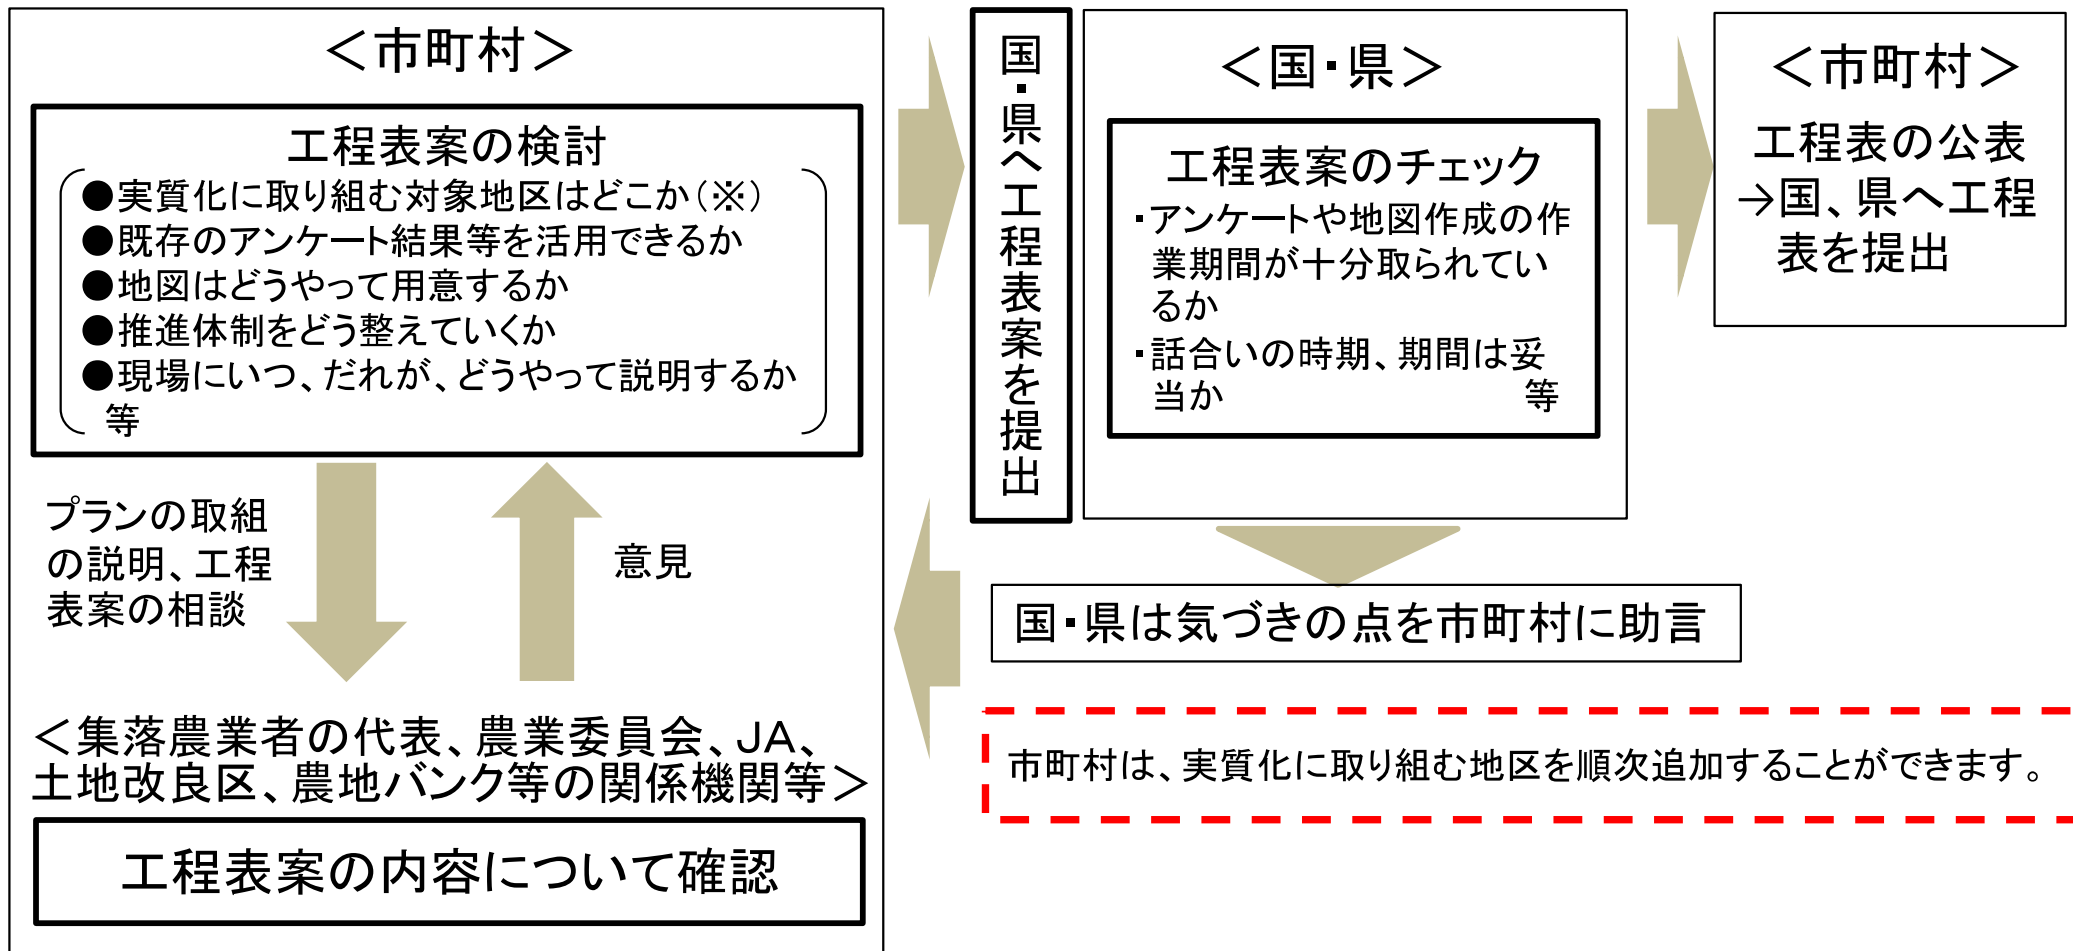 ＜市町村＞
工程表案の検討
●実質化に取り組む対象地区はどこか（※）
●既存のアンケート結果等を活用できるか
●地図はどうやって用意するか
●推進体制をどう整えていくか
●現場にいつ、だれが、どうやって説明するか
等
プランの取組
の説明、工程
表案の相談
意見
＜集落農業者の代表、農業委員会、JA、
土地改良区、農地バンク等の関係機関等＞
工程表案の内容について確認
国・県へ工程表案を提出
＜国・県＞
工程表案のチェック
・アンケートや地図作成の作
業期間が十分取られてい
るか
・話合いの時期、期間は妥
当か 等
国・県は気づきの点を市町村に助言
＜市町村＞
工程表の公表
→国、県へ工程
表を提出
市町村は、実質化に取り組む地区を順次追加することができます。